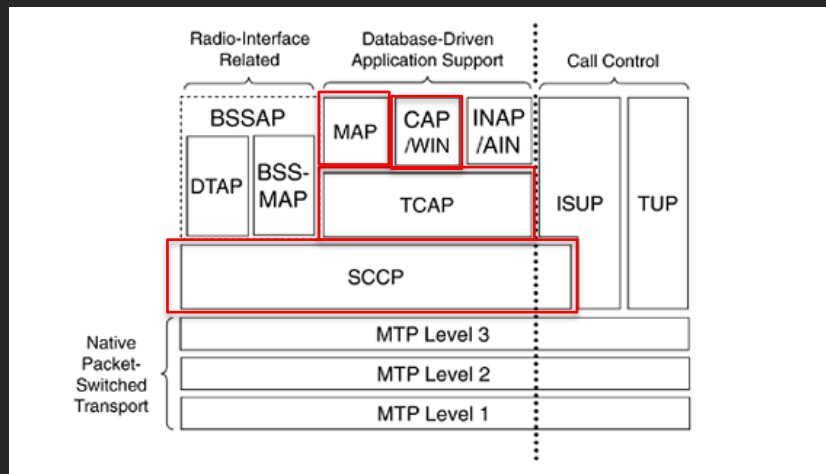 Radio-Interface
Related
Database-Driven
Application Support
Call Control
BSSAP
DTAP
BSS-
MAP
MAP
CAP
/WIN
INAP
/AIN
TCAP
ISUP
TUP
SCCP
Native
Packet-
Switched
Transport
MTP Level 3
MTP Level 2
MTP Level 1